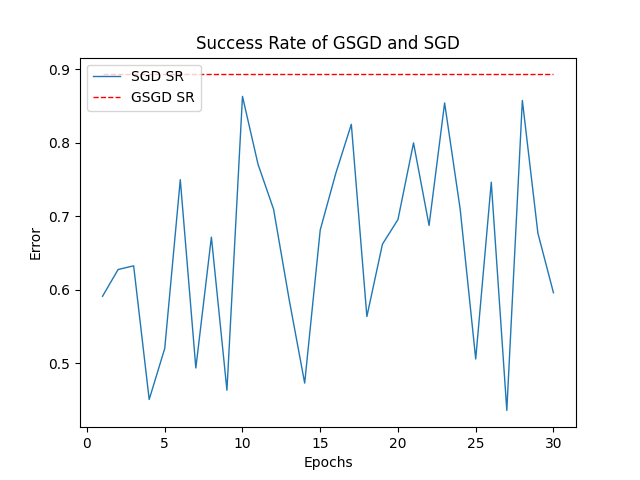 Success Rate of GSGD and SGD
SGD SR
GSGD SR
Error
0.9
0.8
0.7
0.6
0.5
0 5 10 15 20 25 30
Epochs